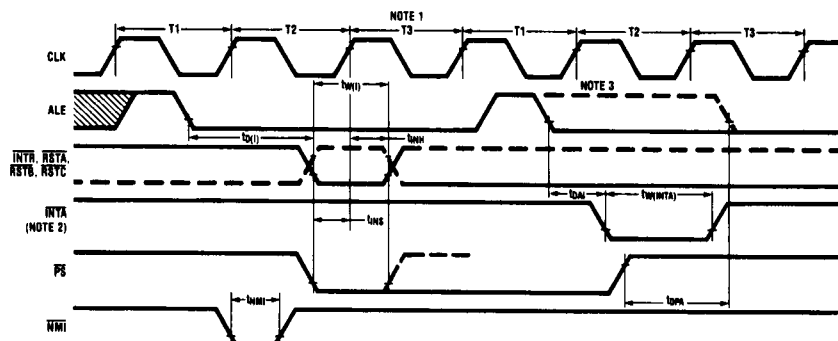 NOTE 1
T1 T2 T3 T1 T2 T3
CLK
tW(I)
NOTE 3
ALE
tD(I) tINH
INTR, RSTA,
RSTB, RSTC
tDAI tW(INTA)
INTA
(NOTE 2)
tINS
PS
tDPA
tNMI
NMI